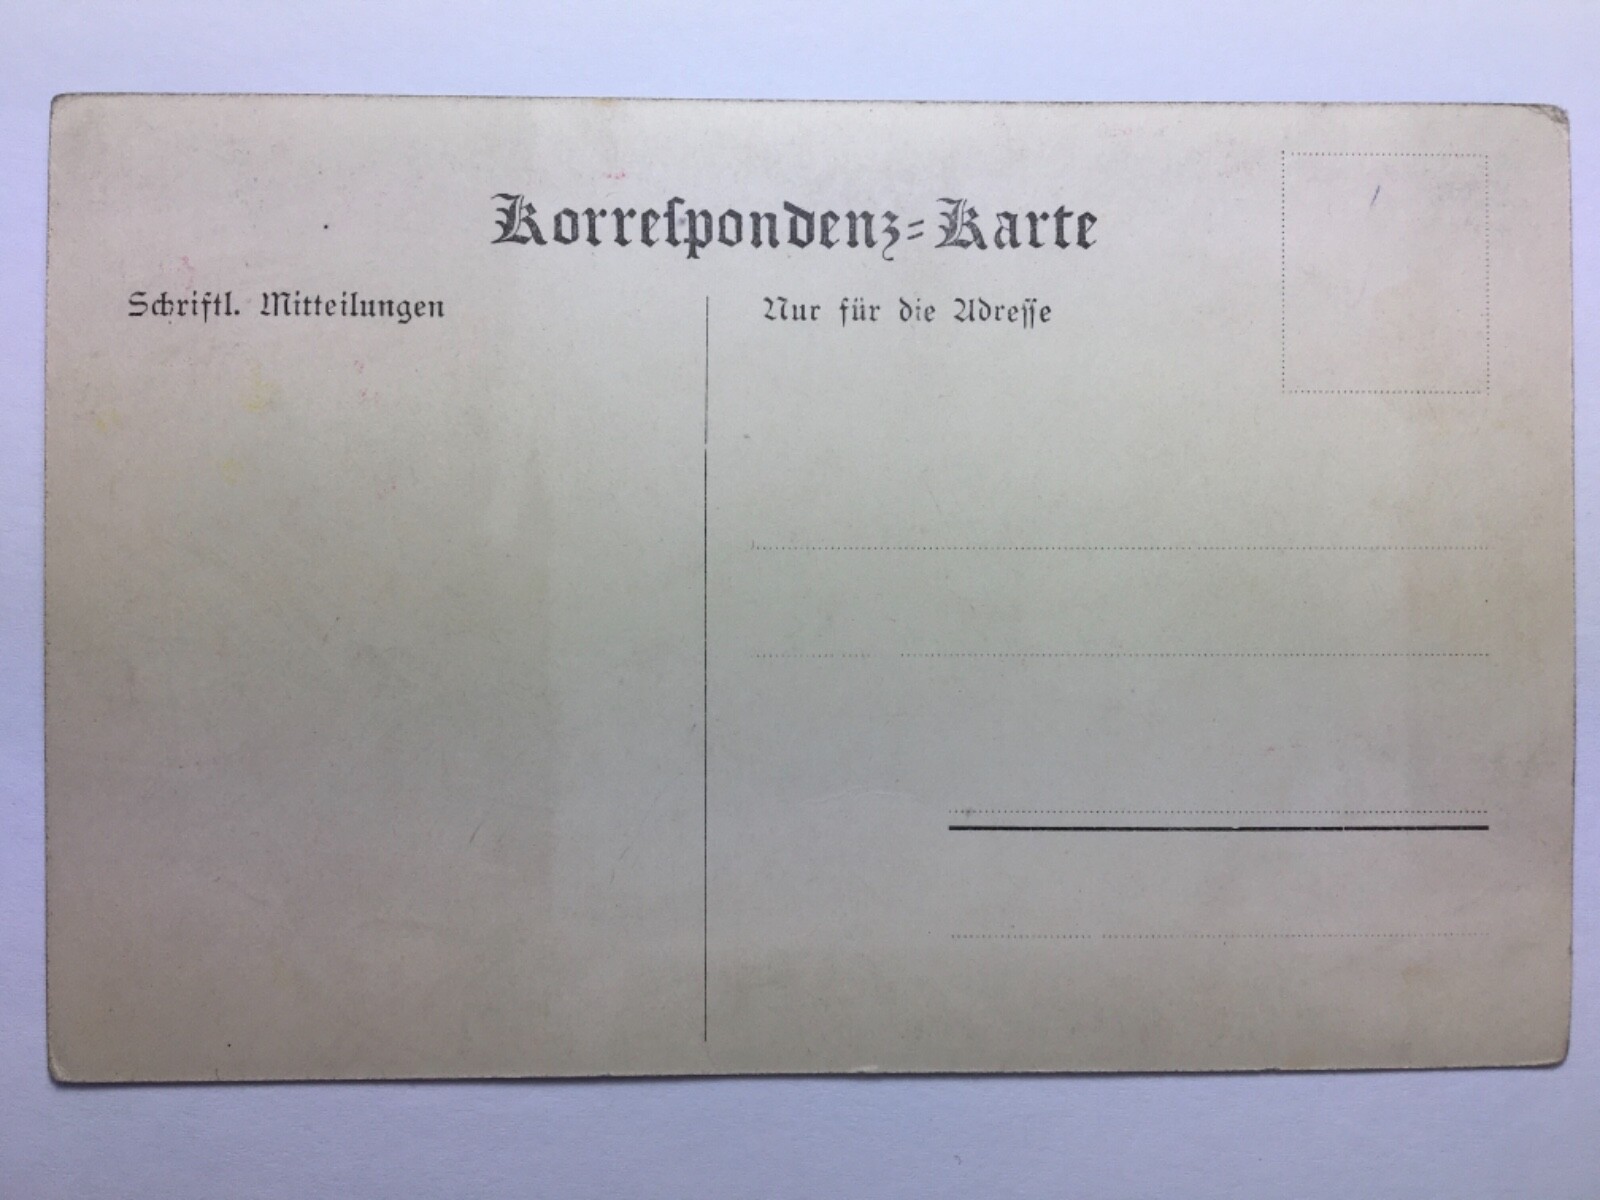 Korreſpondenz-Karte
Schriftl. Mitteilungen
Nur für die Adreſſe